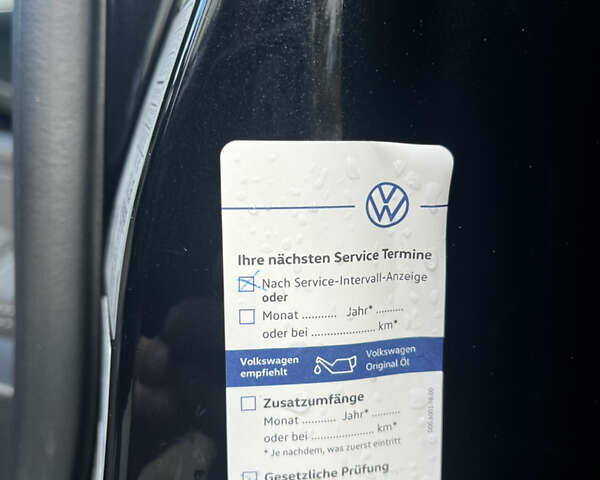 Ihre nächsten Service Termine
Nach Service-Intervall-Anzeige
oder
Monat ........... Jahr* ..........
oder bei ...................... km*
Volkswagen
empfiehlt
Volkswagen
Original Öl
Zusatzumfänge
Monat ........... Jahr* ..........
oder bei ...................... km*
* Je nachdem, was zuerst eintritt
Gesetzliche Prüfung